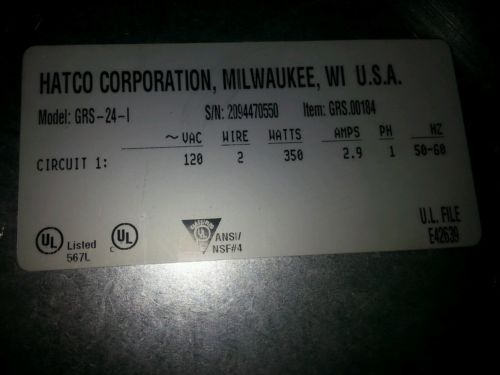 HATCO CORPORATION, MILWAUKEE, WI U.S.A.
Model: GRS-24-I S/N: 2094470550 Item: GRS.00184
~VAC WIRE WATTS AMPS PH HZ
CIRCUIT 1: 120 2 350 2.9 1 50-60
UL Listed 567L
UL
UL ANSI/ NSF#4
U.L. FILE E42639